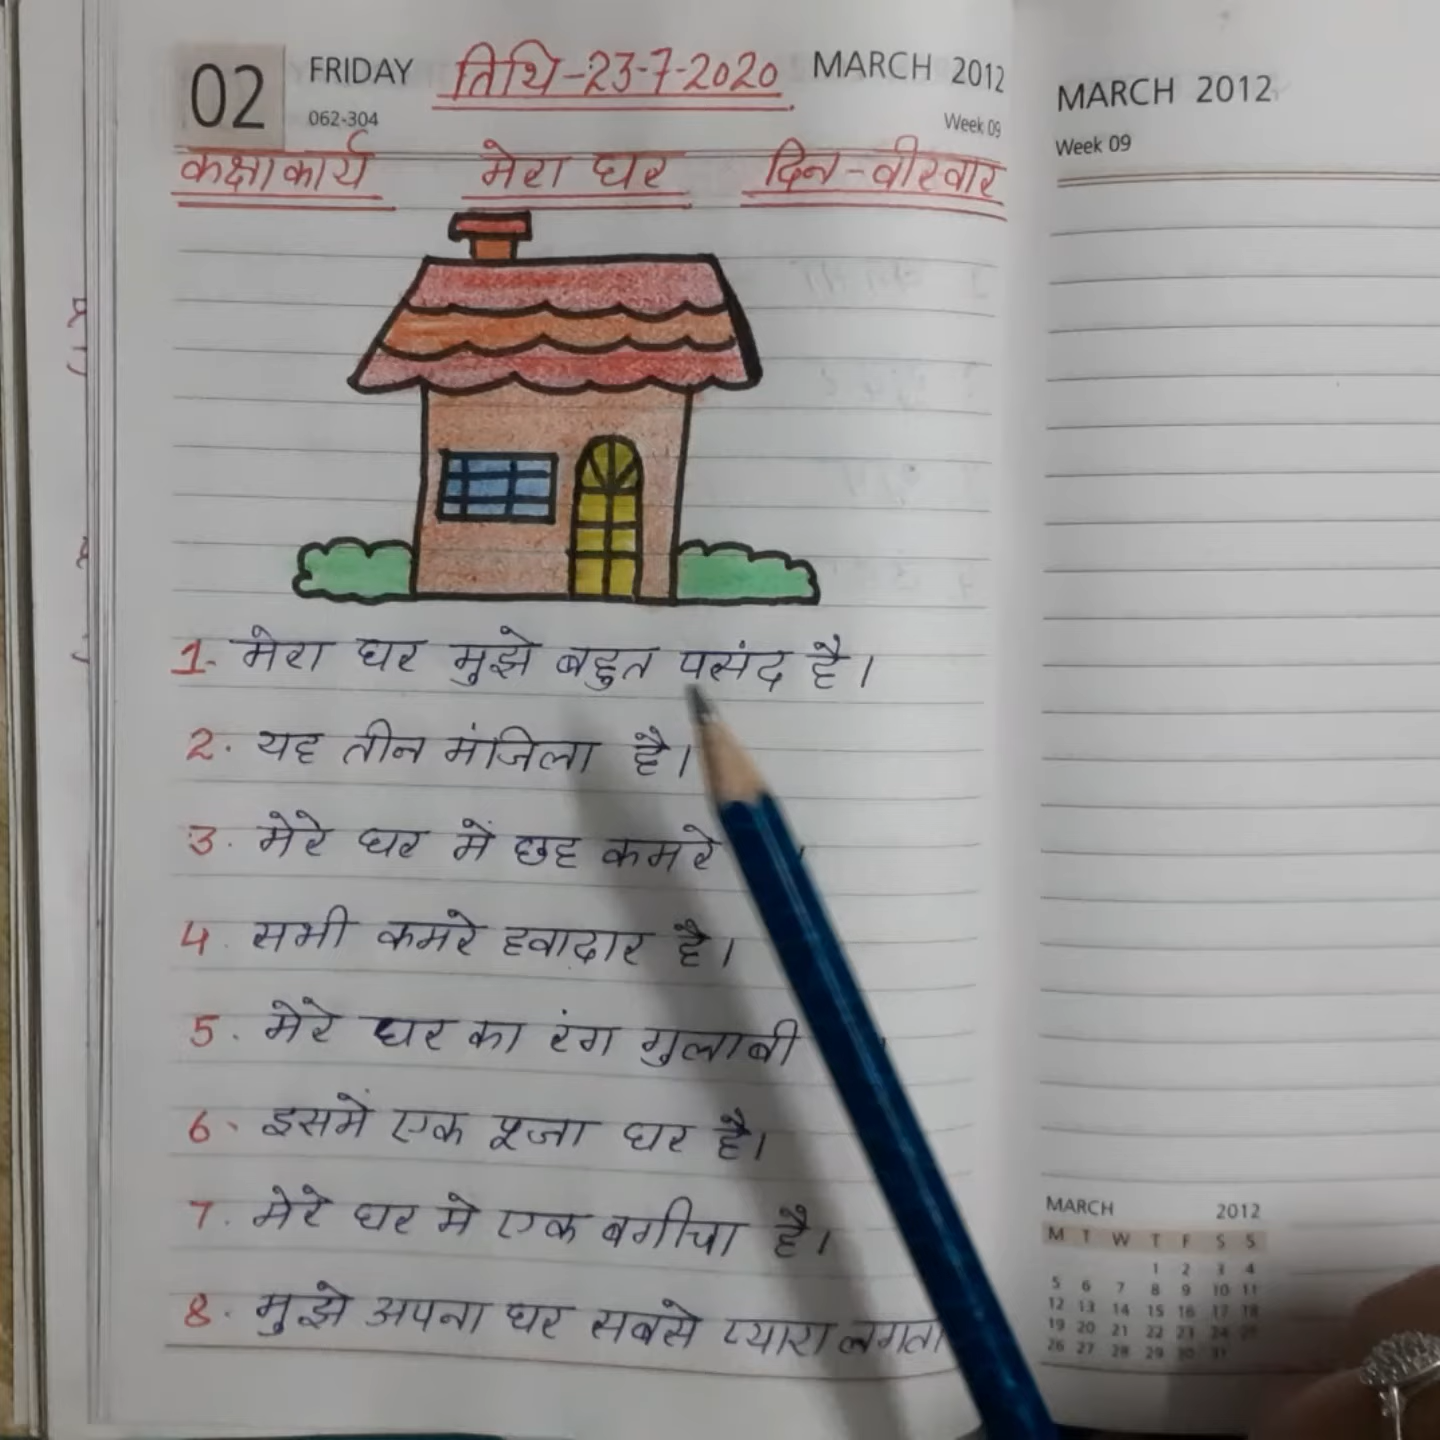 02 FRIDAY तिथि-23-7-2020 MARCH 2012
062-304 Week 09
कक्षाकार्य मेरा घर दिन-वीरवार
1. मेरा घर मुझे बहुत पसंद है।
2. यह तीन मंजिला है।
3. मेरे घर में छह कमरे
4. सभी कमरे हवादार है।
5. मेरे घर का रंग गुलाबी
6. इसमें एक पूजा घर है।
7. मेरे घर मे एक बगीचा है।
8. मुझे अपना घर सबसे प्यारा लगता
MARCH 2012
Week 09
MARCH 2012
M T W T F S S
1 2 3 4
5 6 7 8 9 10 11
12 13 14 15 16 17 18
19 20 21 22 23 24 25
26 27 28 29 30 31